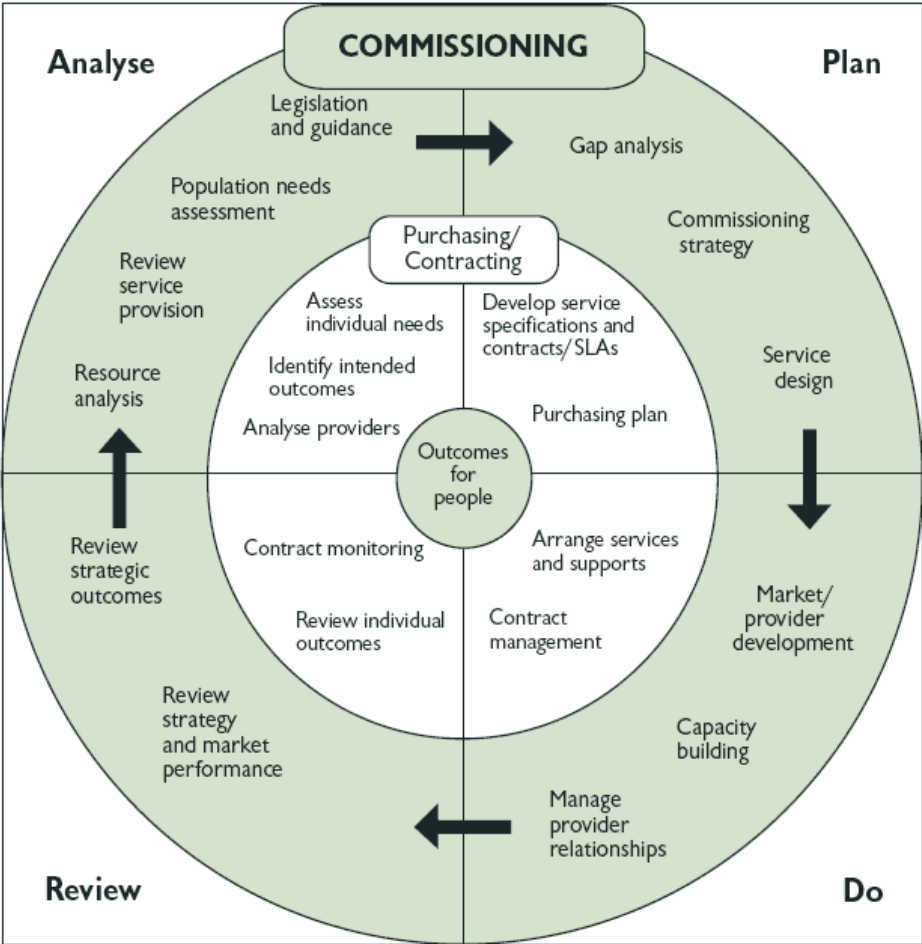 COMMISSIONING
Analyse
Plan
Legislation
and guidance
Gap analysis
Population needs
assessment
Commissioning
strategy
Review
service
provision
Service
design
Resource
analysis
Purchasing/
Contracting
Assess
individual needs
Identify intended
outcomes
Analyse providers
Develop service
specifications and
contracts/SLAs
Purchasing plan
Outcomes
for
people
Contract monitoring
Review individual
outcomes
Arrange services
and supports
Contract
management
Review
strategic
outcomes
Market/
provider
development
Review
strategy
and market
performance
Capacity
building
Manage
provider
relationships
Review
Do